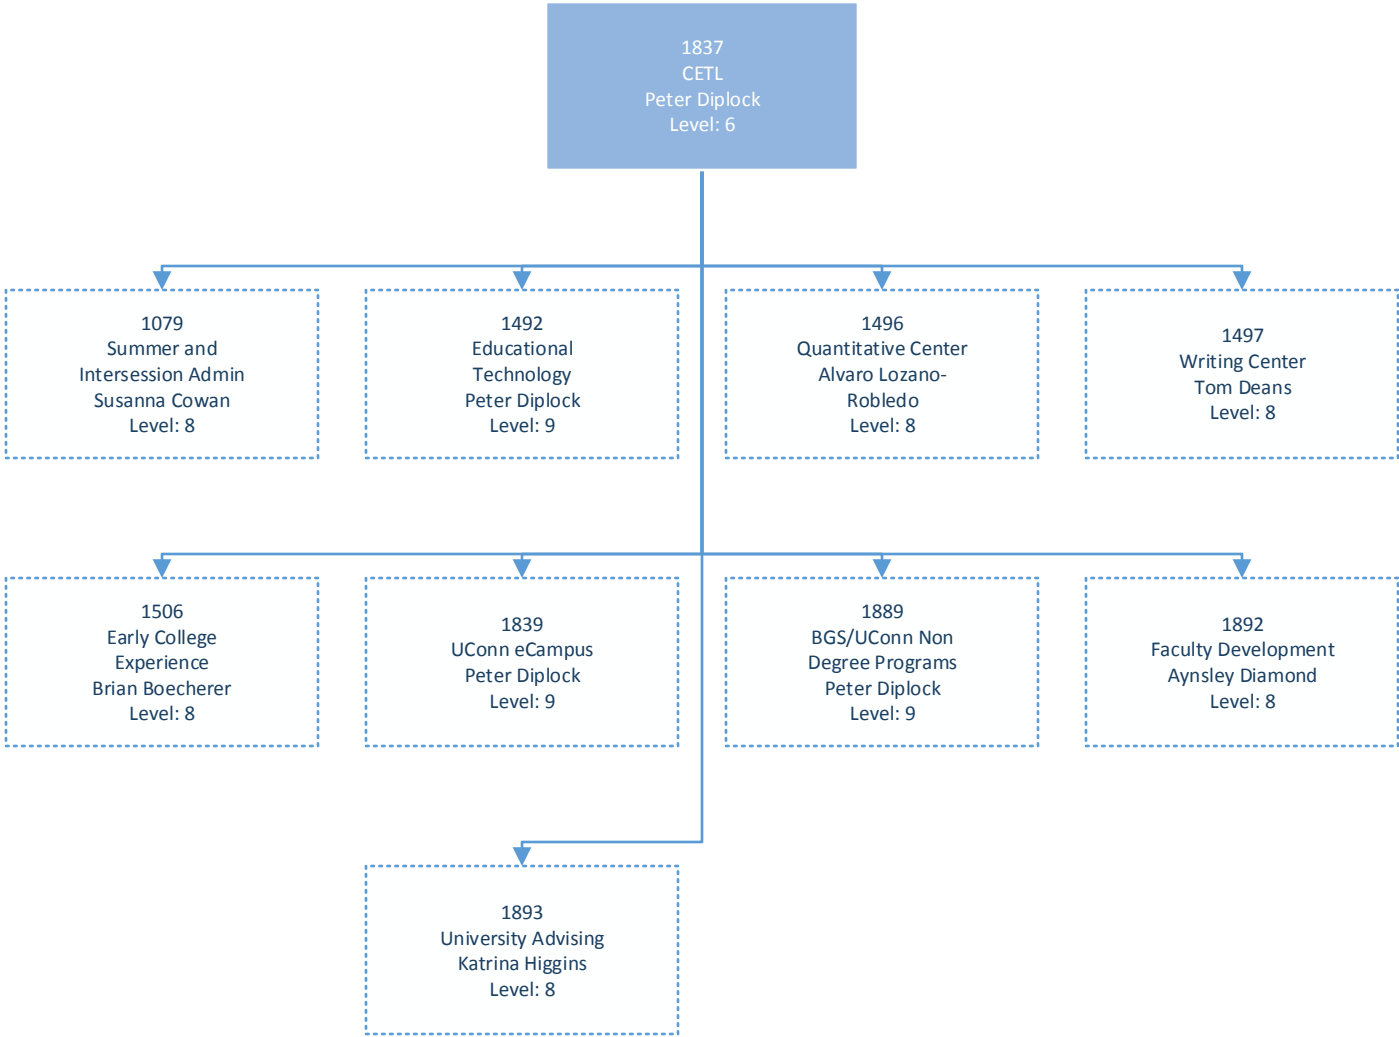 1837
CETL
Peter Diplock
Level: 6
1079
Summer and
Intersession Admin
Susanna Cowan
Level: 8
1492
Educational
Technology
Peter Diplock
Level: 9
1496
Quantitative Center
Alvaro Lozano-
Robledo
Level: 8
1497
Writing Center
Tom Deans
Level: 8
1506
Early College
Experience
Brian Boecherer
Level: 8
1839
UConn eCampus
Peter Diplock
Level: 9
1889
BGS/UConn Non
Degree Programs
Peter Diplock
Level: 9
1892
Faculty Development
Aynsley Diamond
Level: 8
1893
University Advising
Katrina Higgins
Level: 8